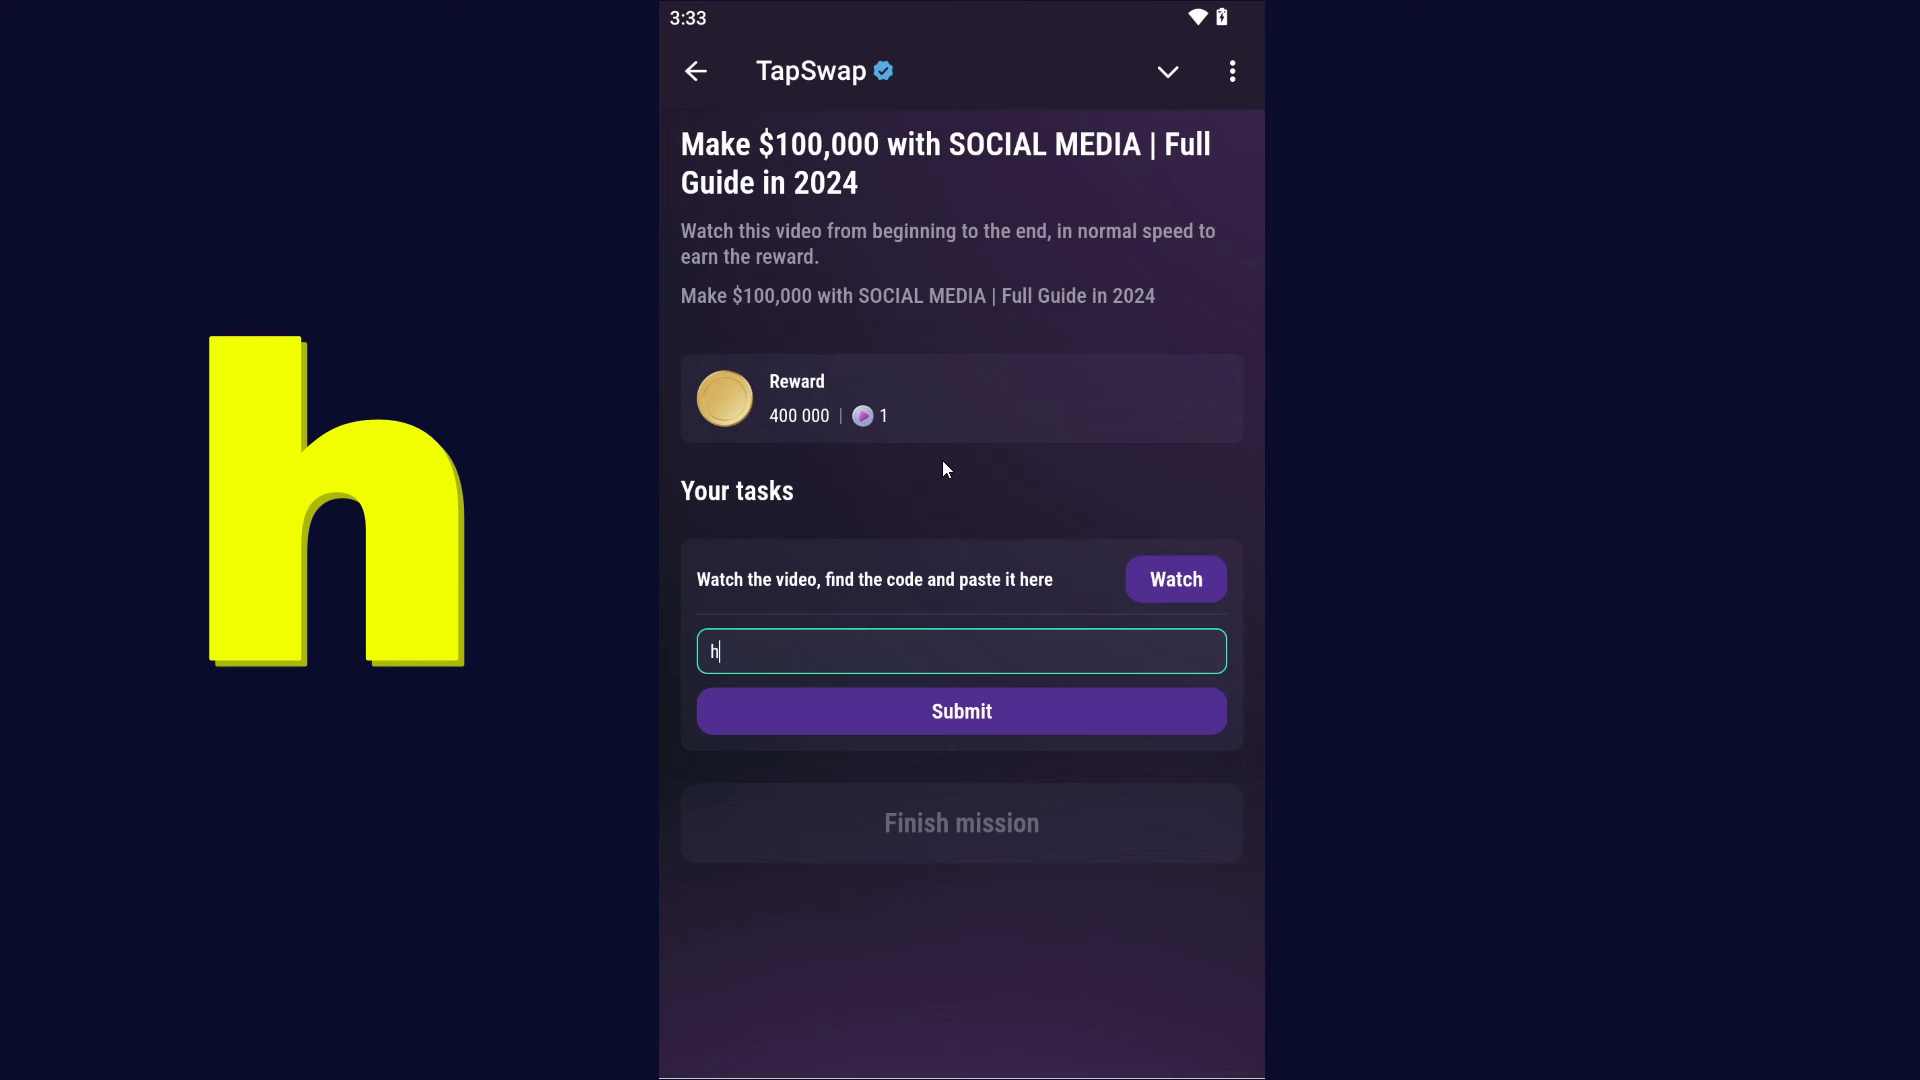 3:33
TapSwap
Make $100,000 with SOCIAL MEDIA | Full
Guide in 2024
Watch this video from beginning to the end, in normal speed to
earn the reward.
Make $100,000 with SOCIAL MEDIA | Full Guide in 2024
Reward
400 000 | 1
h
Your tasks
Watch the video, find the code and paste it here
Watch
h
Submit
Finish mission